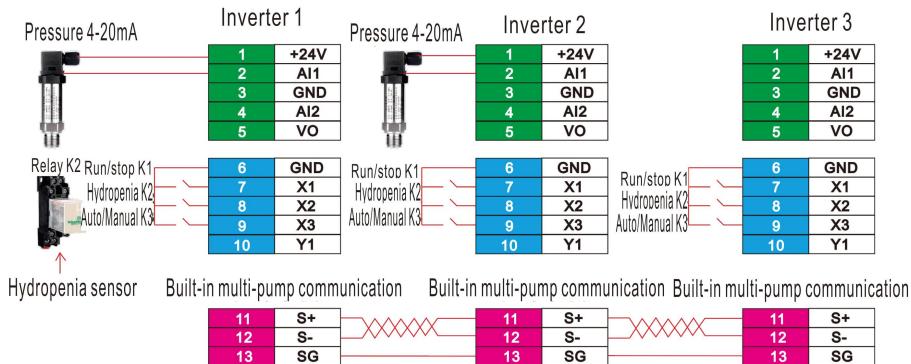 Inverter 1
Pressure 4-20mA
1 +24V
2 AI1
3 GND
4 AI2
5 VO
Relay K2
Run/stop K1
Hydropenia K2
Auto/Manual K3
6 GND
7 X1
8 X2
9 X3
10 Y1
Hydropenia sensor
Inverter 2
Pressure 4-20mA
1 +24V
2 AI1
3 GND
4 AI2
5 VO
Run/stop K1
Hydropenia K2
Auto/Manual K3
6 GND
7 X1
8 X2
9 X3
10 Y1
Inverter 3
1 +24V
2 AI1
3 GND
4 AI2
5 VO
Run/stop K1
Hydropenia K2
Auto/Manual K3
6 GND
7 X1
8 X2
9 X3
10 Y1
Built-in multi-pump communication
11 S+
12 S-
13 SG
Built-in multi-pump communication
11 S+
12 S-
13 SG
Built-in multi-pump communication
11 S+
12 S-
13 SG